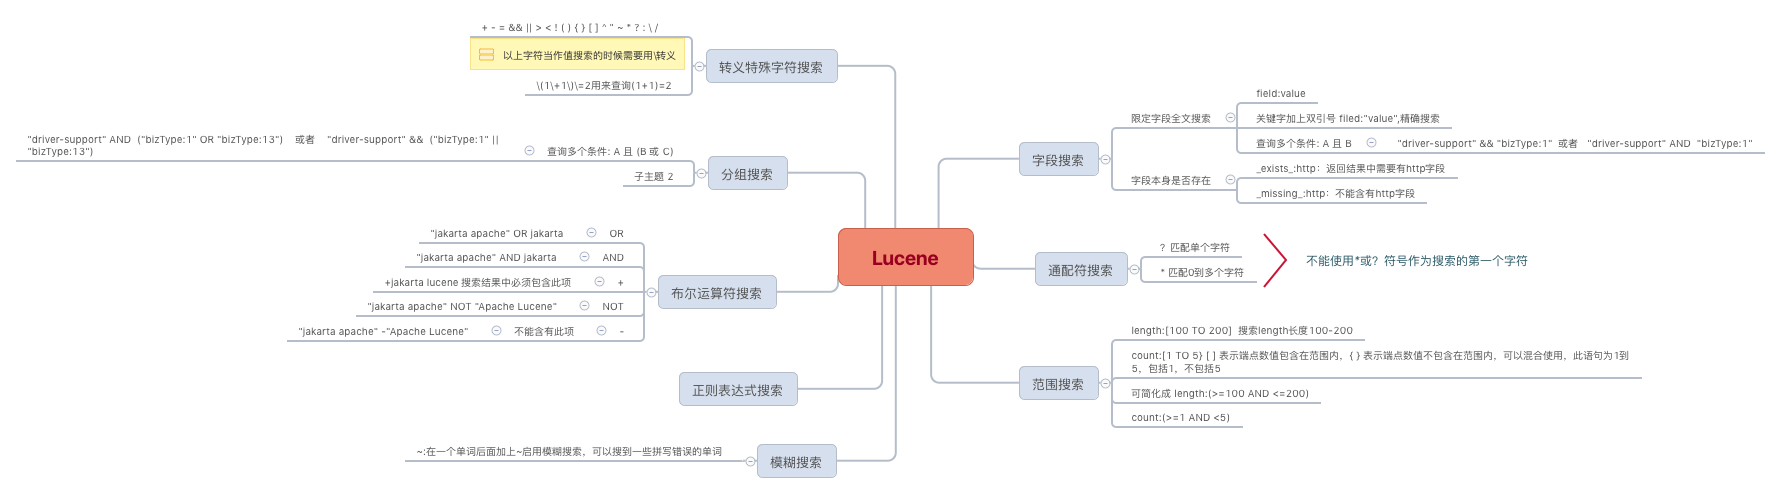 + - = && || > < ! ( ) { } [ ] ^ " ~ * ? : \ /
以上字符当作值搜索的时候需要用\转义
\(1\+1\)\=2用来查询(1+1)=2
转义特殊字符搜索
"driver-support" AND  ("bizType:1" OR "bizType:13")    或者    "driver-support" &&  ("bizType:1" ||
"bizType:13")
查询多个条件: A 且 (B 或 C)
子主题 2
分组搜索
"jakarta apache" OR jakarta
OR
"jakarta apache" AND jakarta
AND
+jakarta lucene 搜索结果中必须包含此项
+
"jakarta apache" NOT "Apache Lucene"
NOT
"jakarta apache" -"Apache Lucene"
不能含有此项
-
布尔运算符搜索
正则表达式搜索
~:在一个单词后面加上~启用模糊搜索，可以搜到一些拼写错误的单词
模糊搜索
Lucene
字段搜索
限定字段全文搜索
field:value
关键字加上双引号 filed:"value",精确搜索
查询多个条件: A 且 B
"driver-support" && "bizType:1"  或者   "driver-support" AND  "bizType:1"
字段本身是否存在
_exists_:http：返回结果中需要有http字段
_missing_:http：不能含有http字段
通配符搜索
？匹配单个字符
* 匹配0到多个字符
不能使用*或？符号作为搜索的第一个字符
范围搜索
length:[100 TO 200]  搜索length长度100-200
count:[1 TO 5} [ ] 表示端点数值包含在范围内，{ } 表示端点数值不包含在范围内，可以混合使用，此语句为1到
5，包括1，不包括5
可简化成 length:(>=100 AND <=200)
count:(>=1 AND <5)